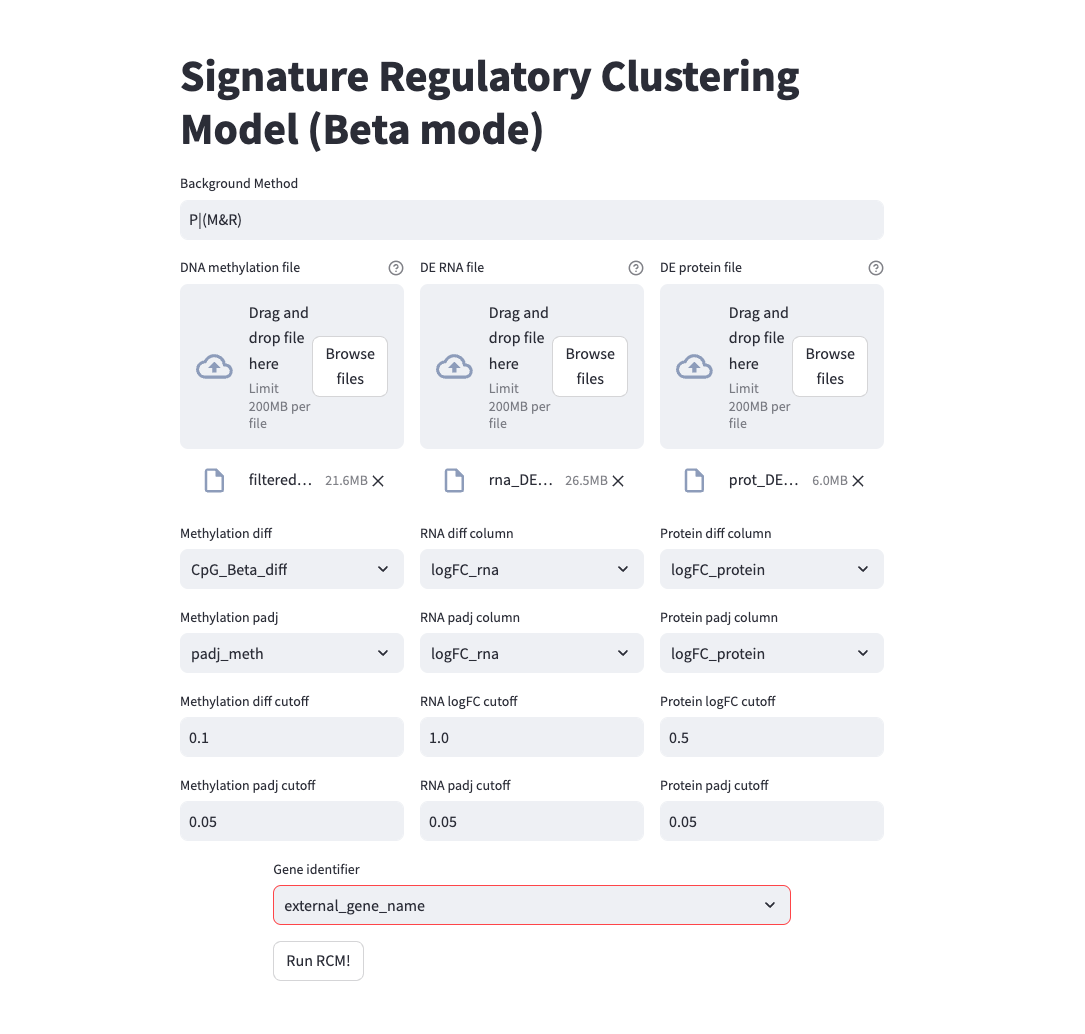 Signature Regulatory Clustering
Model (Beta mode)
Background Method
P|(M&R)
DNA methylation file
DE RNA file
DE protein file
Drag and
drop file
here
Limit
200MB per
file
Browse
files
Drag and
drop file
here
Limit
200MB per
file
Browse
files
Drag and
drop file
here
Limit
200MB per
file
Browse
files
filtered... 21.6MB
rna_DE... 26.5MB
prot_DE... 6.0MB
Methylation diff
RNA diff column
Protein diff column
CpG_Beta_diff
logFC_rna
logFC_protein
Methylation padj
RNA padj column
Protein padj column
padj_meth
logFC_rna
logFC_protein
Methylation diff cutoff
RNA logFC cutoff
Protein logFC cutoff
0.1
1.0
0.5
Methylation padj cutoff
RNA padj cutoff
Protein padj cutoff
0.05
0.05
0.05
Gene identifier
external_gene_name
Run RCM!